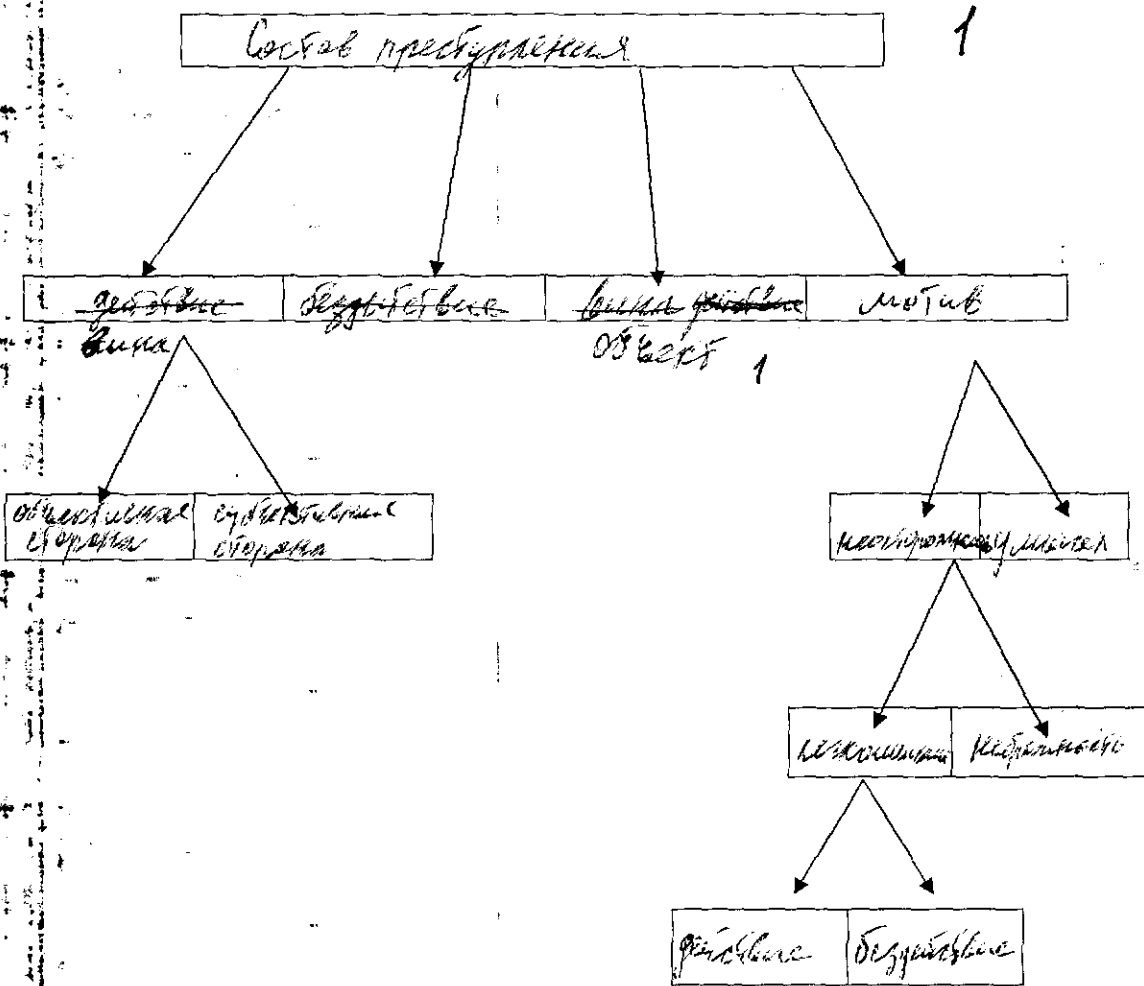 Состав преступления
1
действие
бездействие
вина действие
мотив
вина
объект
1
объективная
сторона
субъективная
сторона
неосторожность
умысел
легкомыслие
небрежность
действие
бездействие